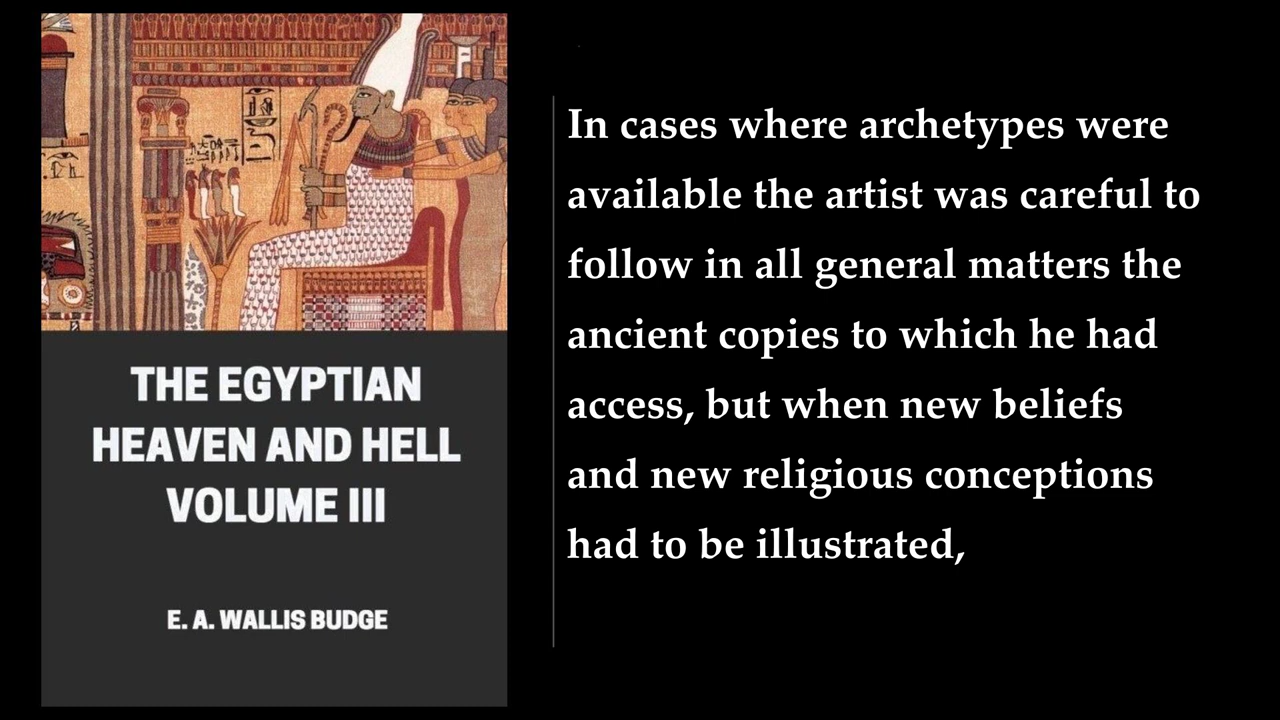 THE EGYPTIAN
HEAVEN AND HELL
VOLUME III
E. A. WALLIS BUDGE
In cases where archetypes were
available the artist was careful to
follow in all general matters the
ancient copies to which he had
access, but when new beliefs
and new religious conceptions
had to be illustrated,